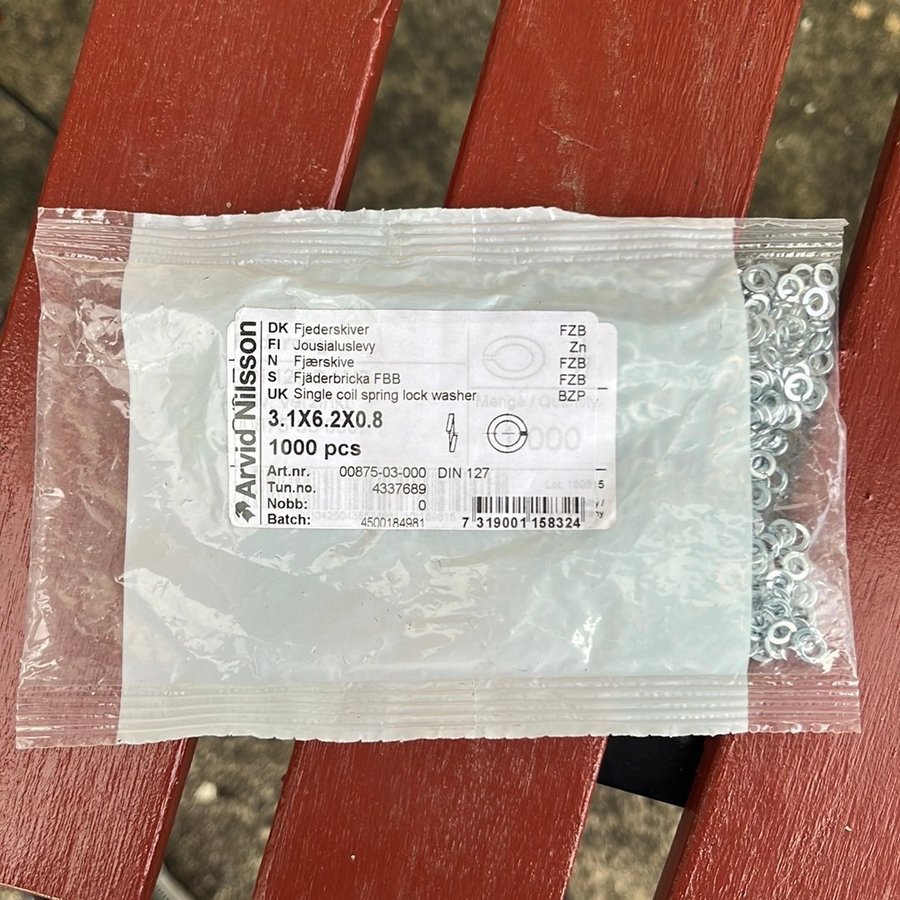 Arvid Nilsson
DK Fjederskiver FZB
FI Jousialuslevy Zn
N Fjærskive FZB
S Fjäderbricka FBB FZB
UK Single coil spring lock washer BZP
3.1X6.2X0.8
1000 pcs
Art.nr. 00875-03-000 DIN 127
Tun.no. 4337689
Nobb: 0
Batch: 4500184981
7 319001 158324